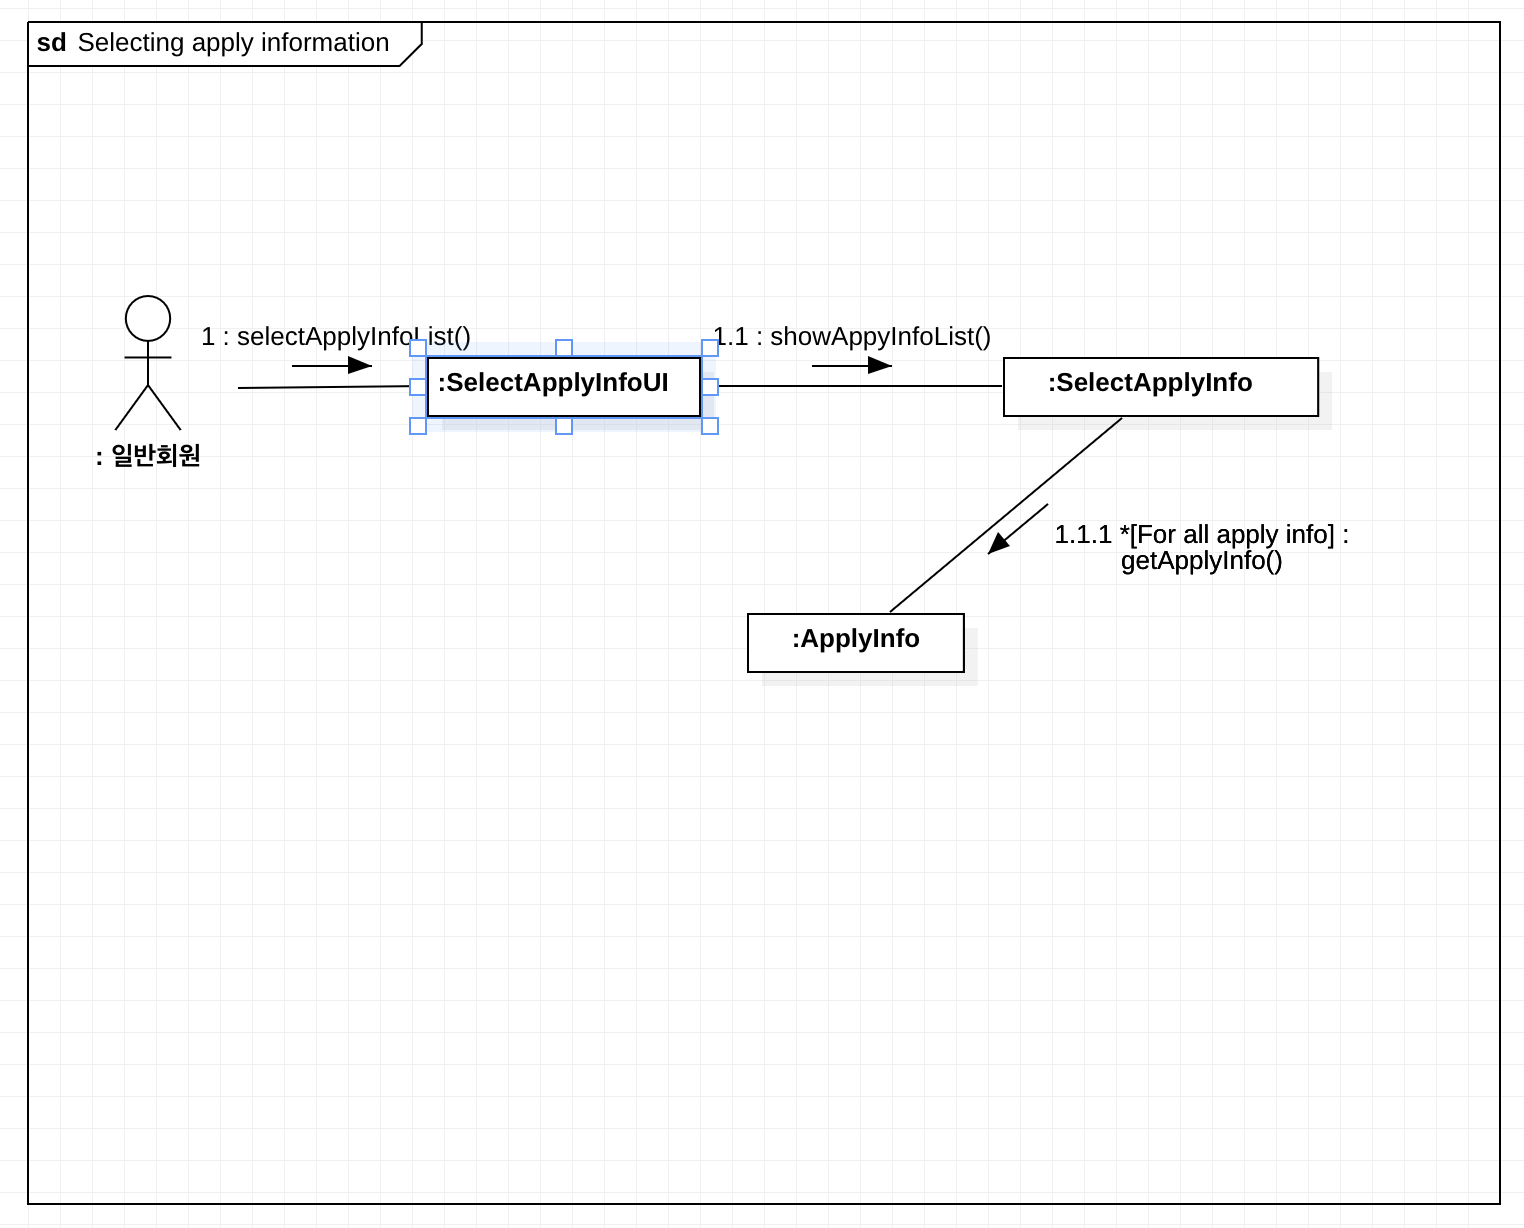 sd Selecting apply information
1 : selectApplyInfoList()
1.1 : showAppyInfoList()
:SelectApplyInfoUI
:SelectApplyInfo
: 일반회원
1.1.1 *[For all apply info] :
getApplyInfo()
:ApplyInfo